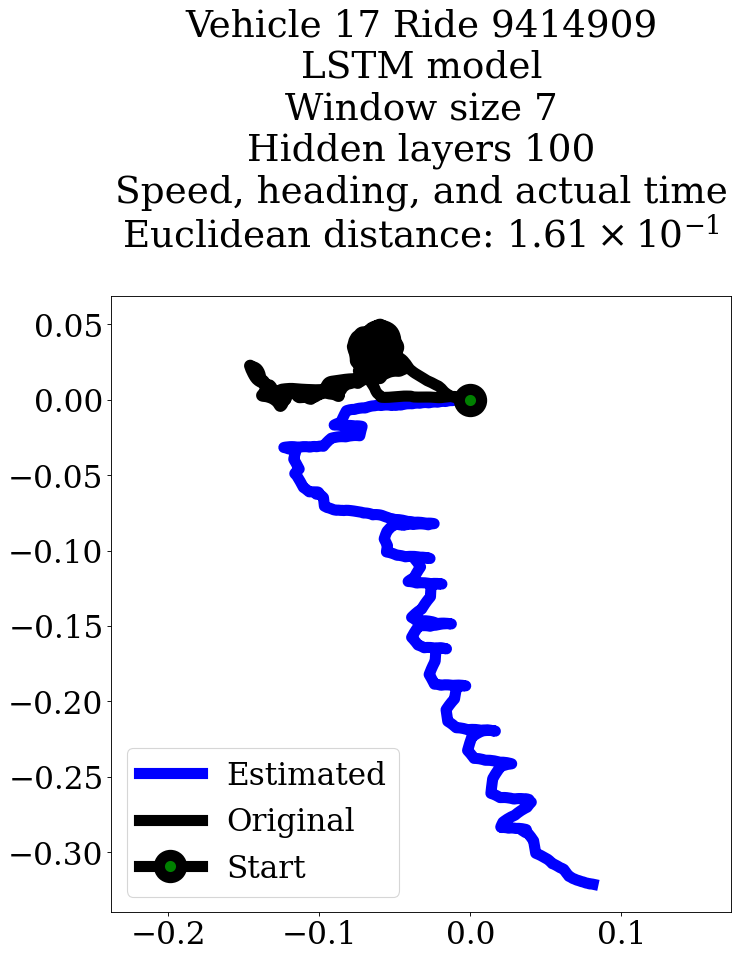 Vehicle 17 Ride 9414909
LSTM model
Window size 7
Hidden layers 100
Speed, heading, and actual time
Euclidean distance: 1.61 × 10⁻¹
0.05
0.00
−0.05
−0.10
−0.15
−0.20
−0.25
−0.30
Estimated
Original
Start
−0.2
−0.1
0.0
0.1